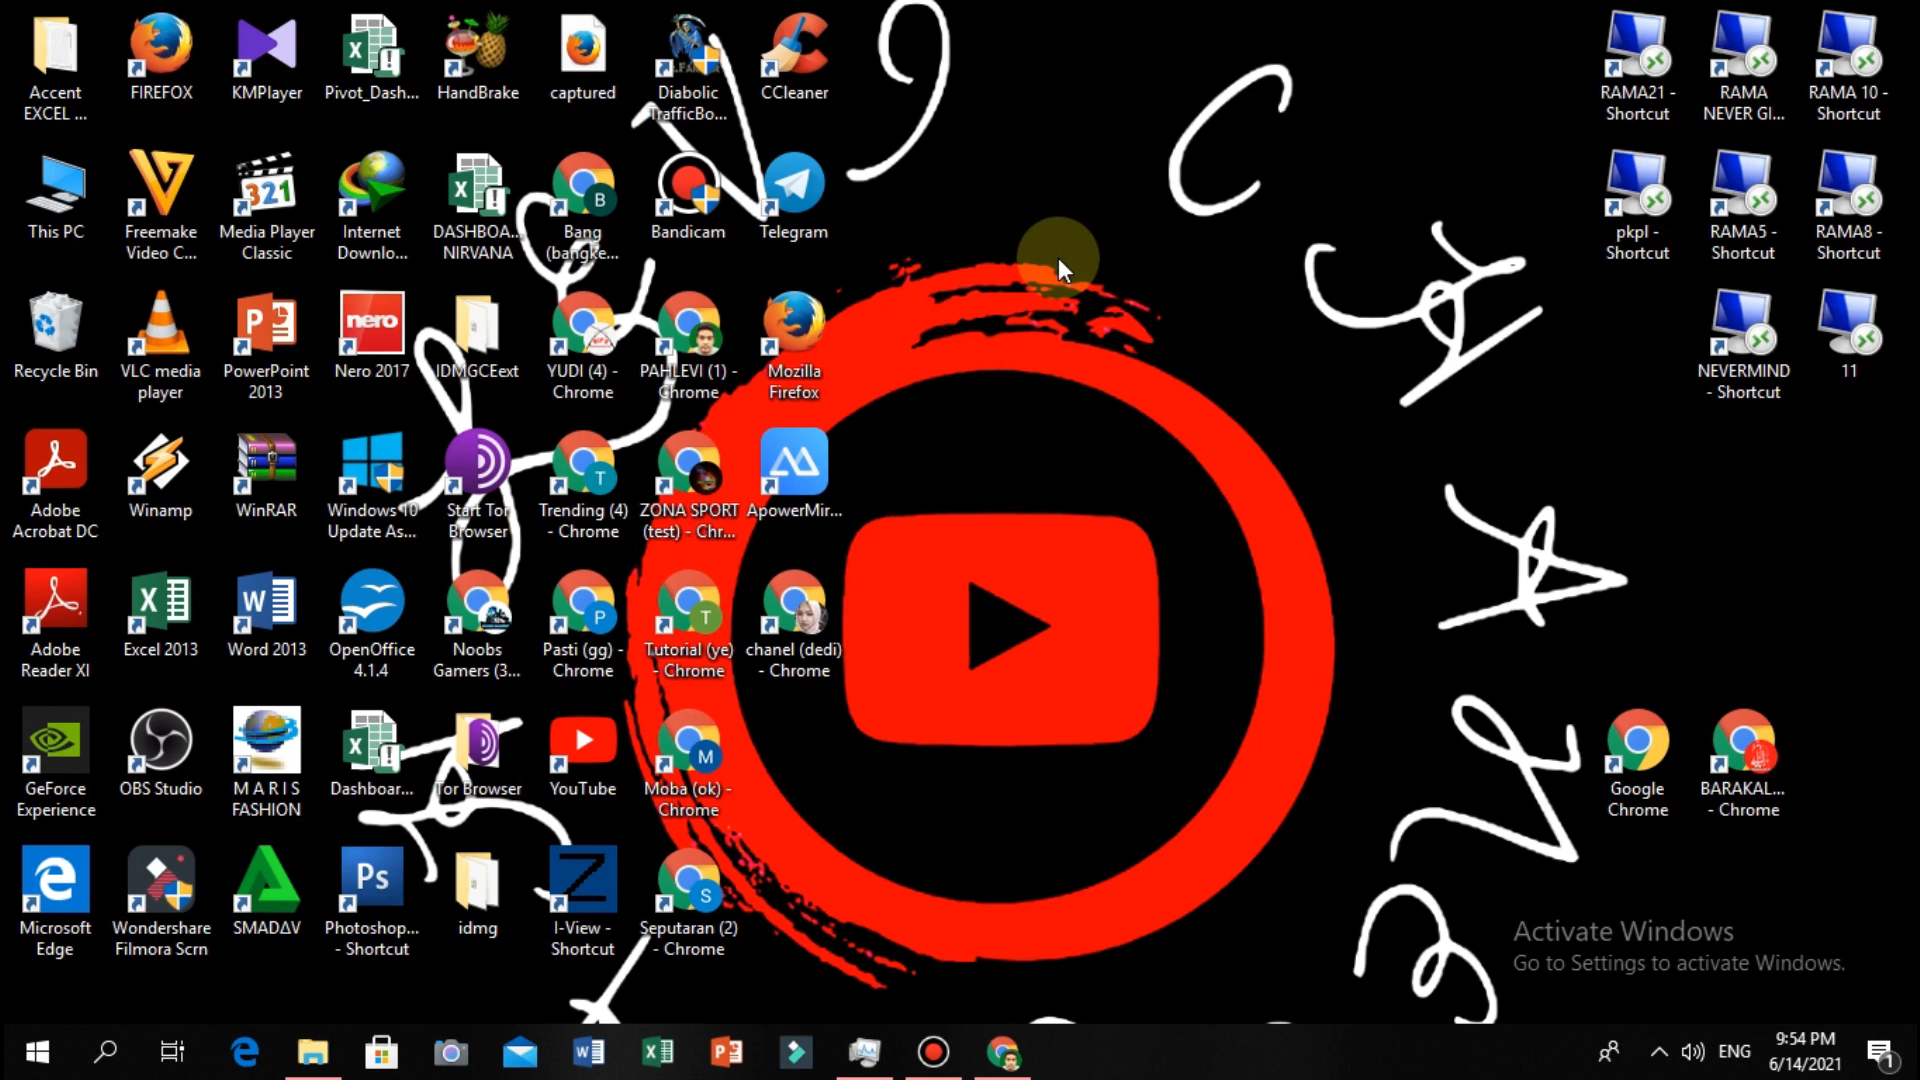 Accent
EXCEL ...
FIREFOX
KMPlayer
Pivot_Dash...
HandBrake
captured
Diabolic
TrafficBo...
CCleaner
RAMA21 -
Shortcut
RAMA
NEVER GI...
RAMA 10 -
Shortcut
This PC
Freemake
Video C...
Media Player
Classic
Internet
Downlo...
DASHBOA...
NIRVANA
Bang
(bangke...
Bandicam
Telegram
pkpl -
Shortcut
RAMA5 -
Shortcut
RAMA8 -
Shortcut
Recycle Bin
VLC media
player
PowerPoint
2013
nero
Nero 2017
IDMGCEext
YUDI (4) -
Chrome
PAHLEVI (1) -
Chrome
Mozilla
Firefox
NEVERMIND
- Shortcut
11
Adobe
Acrobat DC
Winamp
WinRAR
Windows 10
Update As...
Start Tor
Browser
Trending (4)
- Chrome
ZONA SPORT
(test) - Chr...
ApowerMir...
Adobe
Reader XI
Excel 2013
Word 2013
OpenOffice
4.1.4
Noobs
Gamers (3...
Pasti (gg) -
Chrome
Tutorial (ye)
- Chrome
chanel (dedi)
- Chrome
GeForce
Experience
OBS Studio
M A R I S
FASHION
Dashboar...
Tor Browser
YouTube
Moba (ok) -
Chrome
Google
Chrome
BARAKAL...
- Chrome
Microsoft
Edge
Wondershare
Filmora Scrn
SMADΔV
Ps
Photoshop...
- Shortcut
idmg
I-View -
Shortcut
Seputaran (2)
- Chrome
Activate Windows
Go to Settings to activate Windows.
ENG
9:54 PM
6/14/2021
1